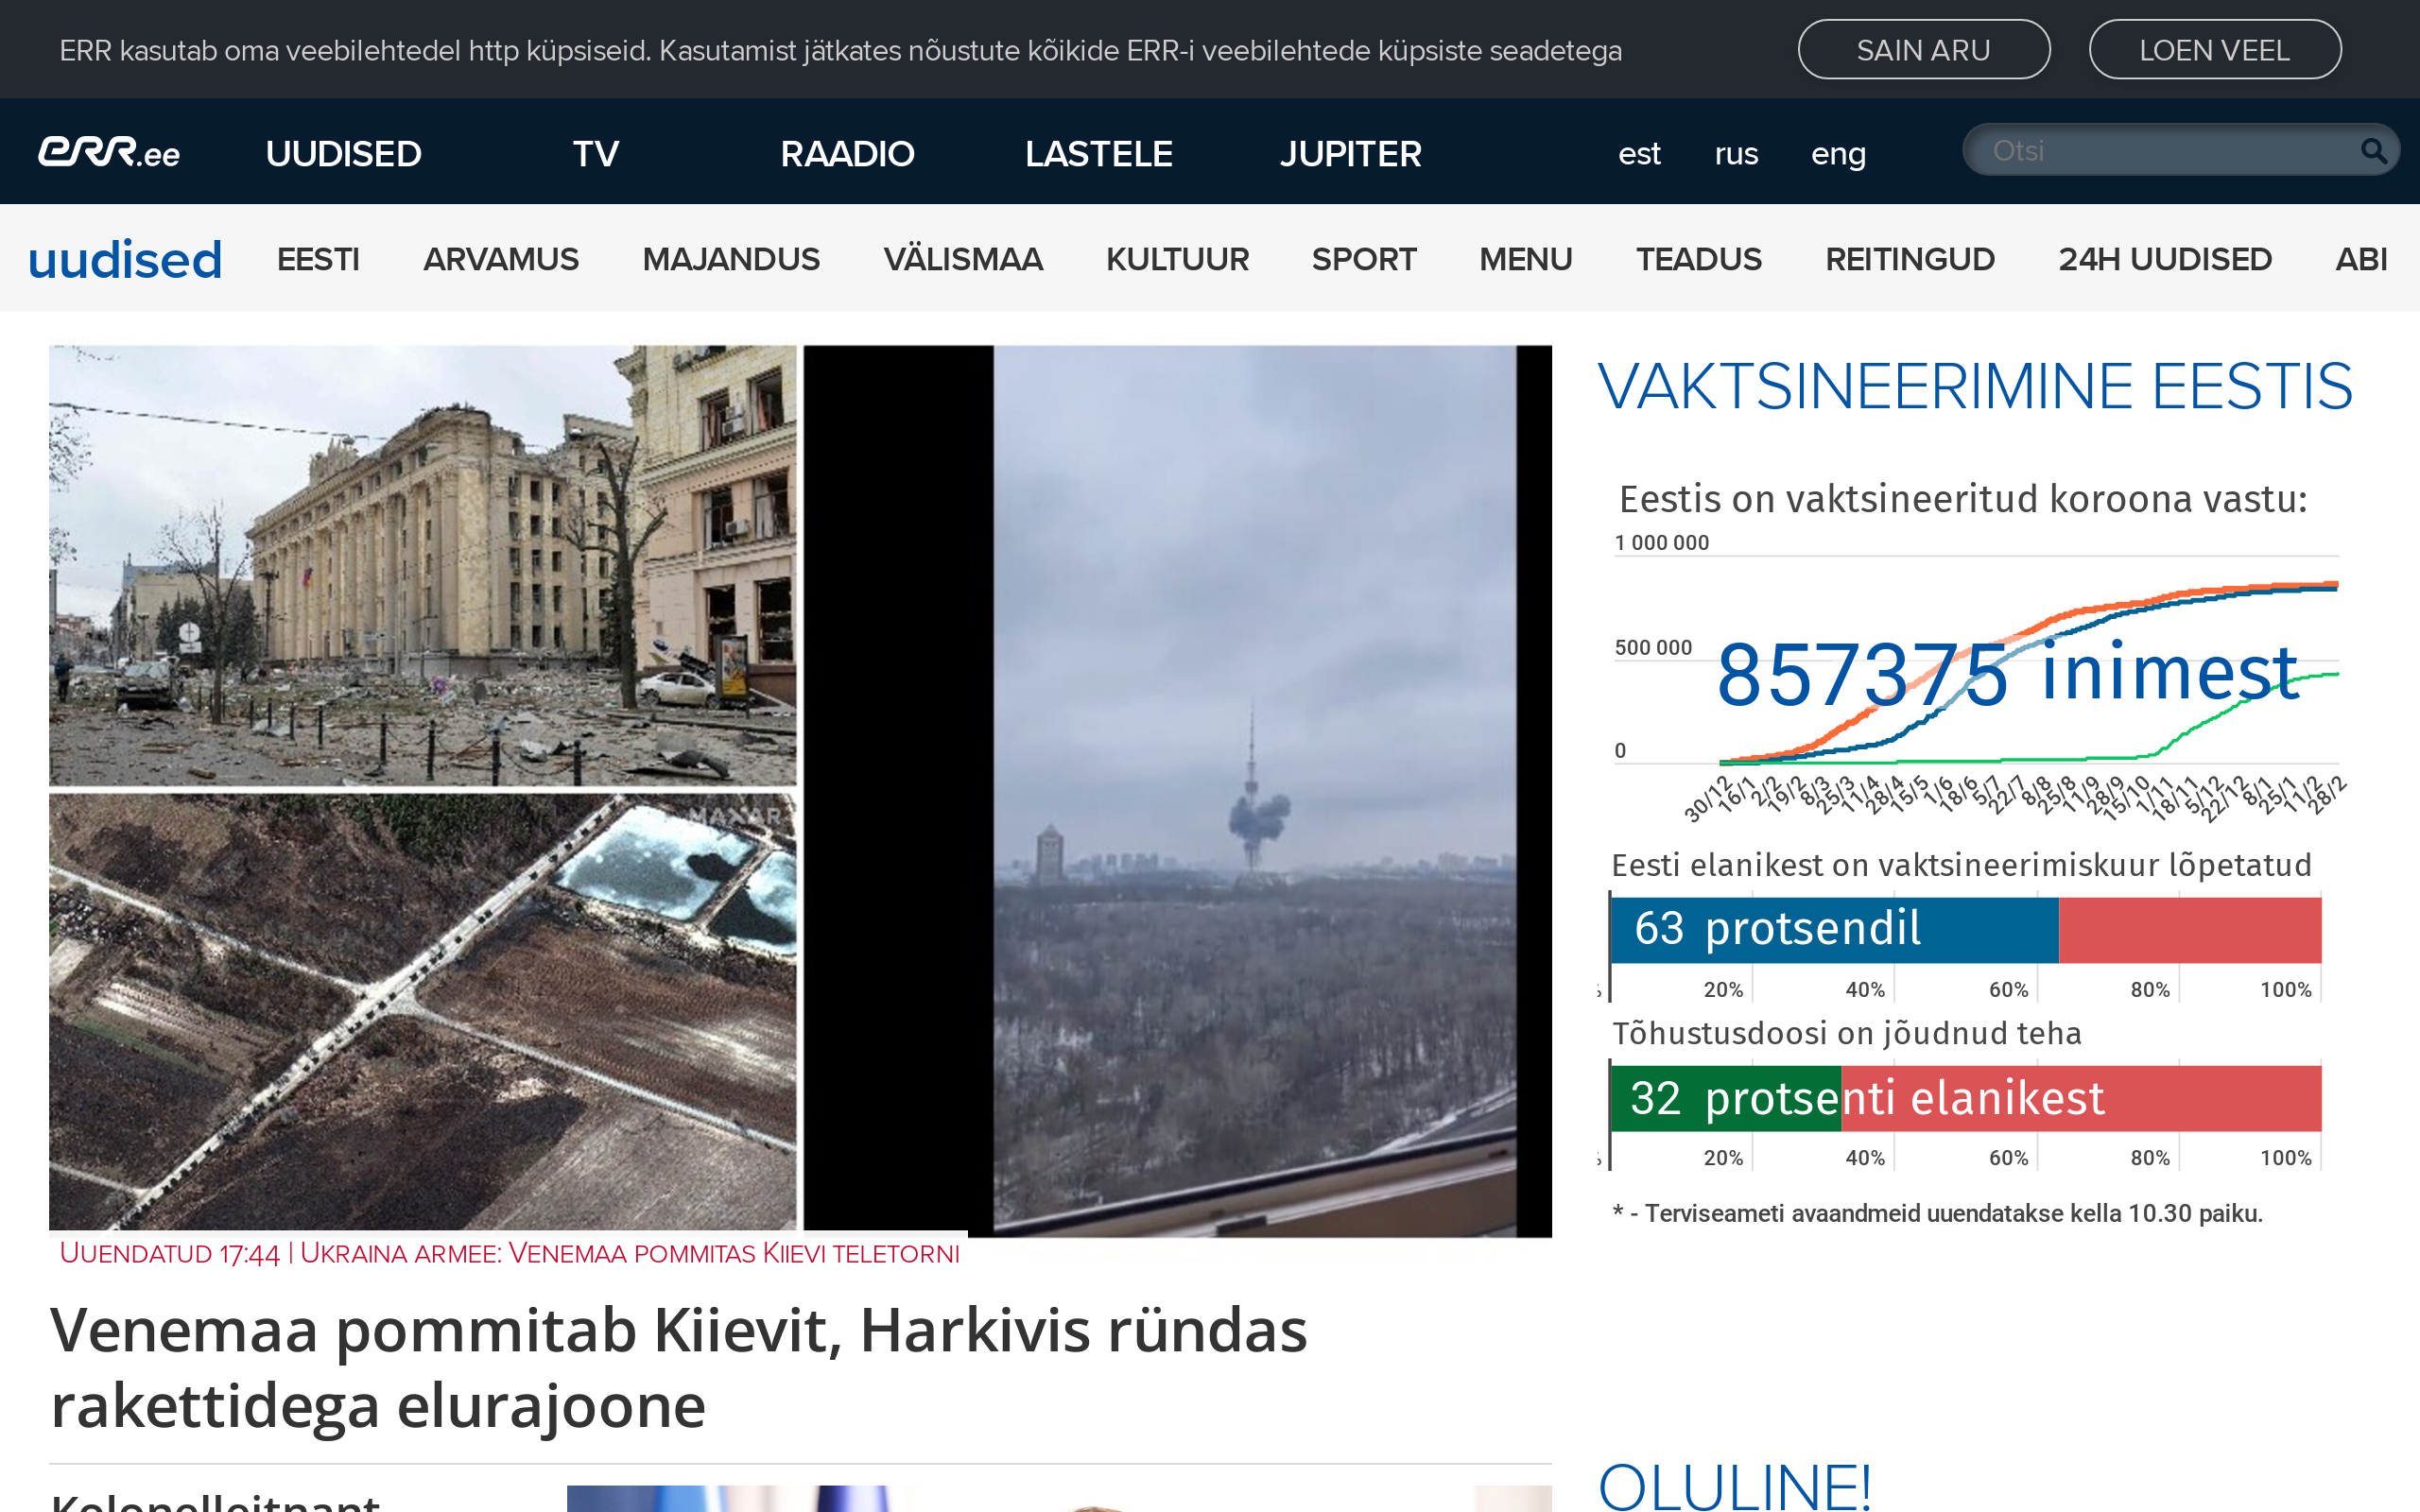 ERR kasutab oma veebilehtedel http küpsiseid. Kasutamist jätkates nõustute kõikide ERR-i veebilehtede küpsiste seadetega
SAIN ARU
LOEN VEEL
err.ee
UUDISED
TV
RAADIO
LASTELE
JUPITER
est
rus
eng
Otsi
uudised
EESTI
ARVAMUS
MAJANDUS
VÄLISMAA
KULTUUR
SPORT
MENU
TEADUS
REITINGUD
24H UUDISED
ABI
MAXAR
UUENDATUD 17:44 | UKRAINA ARMEE: VENEMAA POMMITAS KIIEVI TELETORNI
Venemaa pommitab Kiievit, Harkivis ründas
rakettidega elurajoone
Kolonelleitnant
VAKTSINEERIMINE EESTIS
Eestis on vaktsineeritud koroona vastu:
1 000 000
500 000
857375 inimest
0
30/12 16/1 2/2 19/2 8/3 25/3 11/4 28/4 15/5 1/6 18/6 5/7 22/7 8/8 25/8 11/9 28/9 15/10 1/11 18/11 5/12 22/12 8/1 25/1 11/2 28/2
Eesti elanikest on vaktsineerimiskuur lõpetatud
63 protsendil
20% 40% 60% 80% 100%
Tõhustusdoosi on jõudnud teha
32 protsenti elanikest
20% 40% 60% 80% 100%
* - Terviseameti avaandmeid uuendatakse kella 10.30 paiku.
OLULINE!